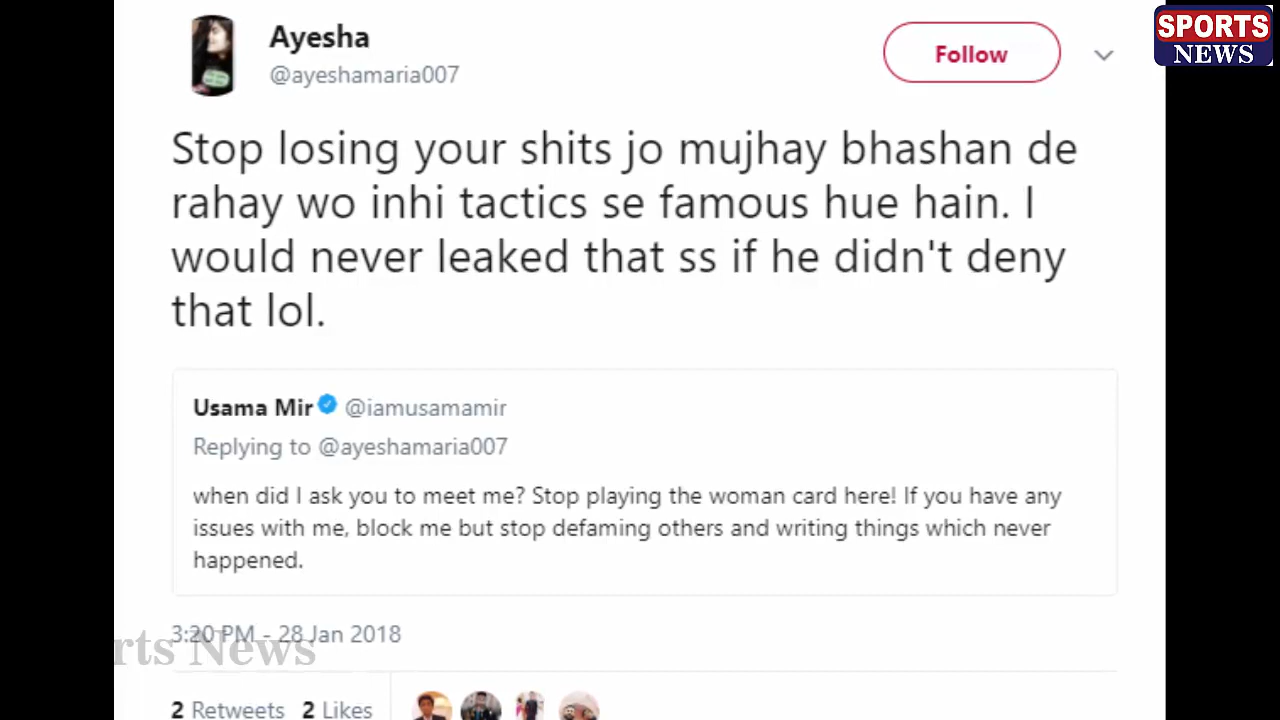 SPORTS
NEWS
Ayesha
@ayeshamaria007
Follow
Stop losing your shits jo mujhay bhashan de
rahay wo inhi tactics se famous hue hain. I
would never leaked that ss if he didn't deny
that lol.
Usama Mir @iamusamamir
Replying to @ayeshamaria007
when did I ask you to meet me? Stop playing the woman card here! If you have any
issues with me, block me but stop defaming others and writing things which never
happened.
3:20 PM - 28 Jan 2018
rts News
2 Retweets 2 Likes